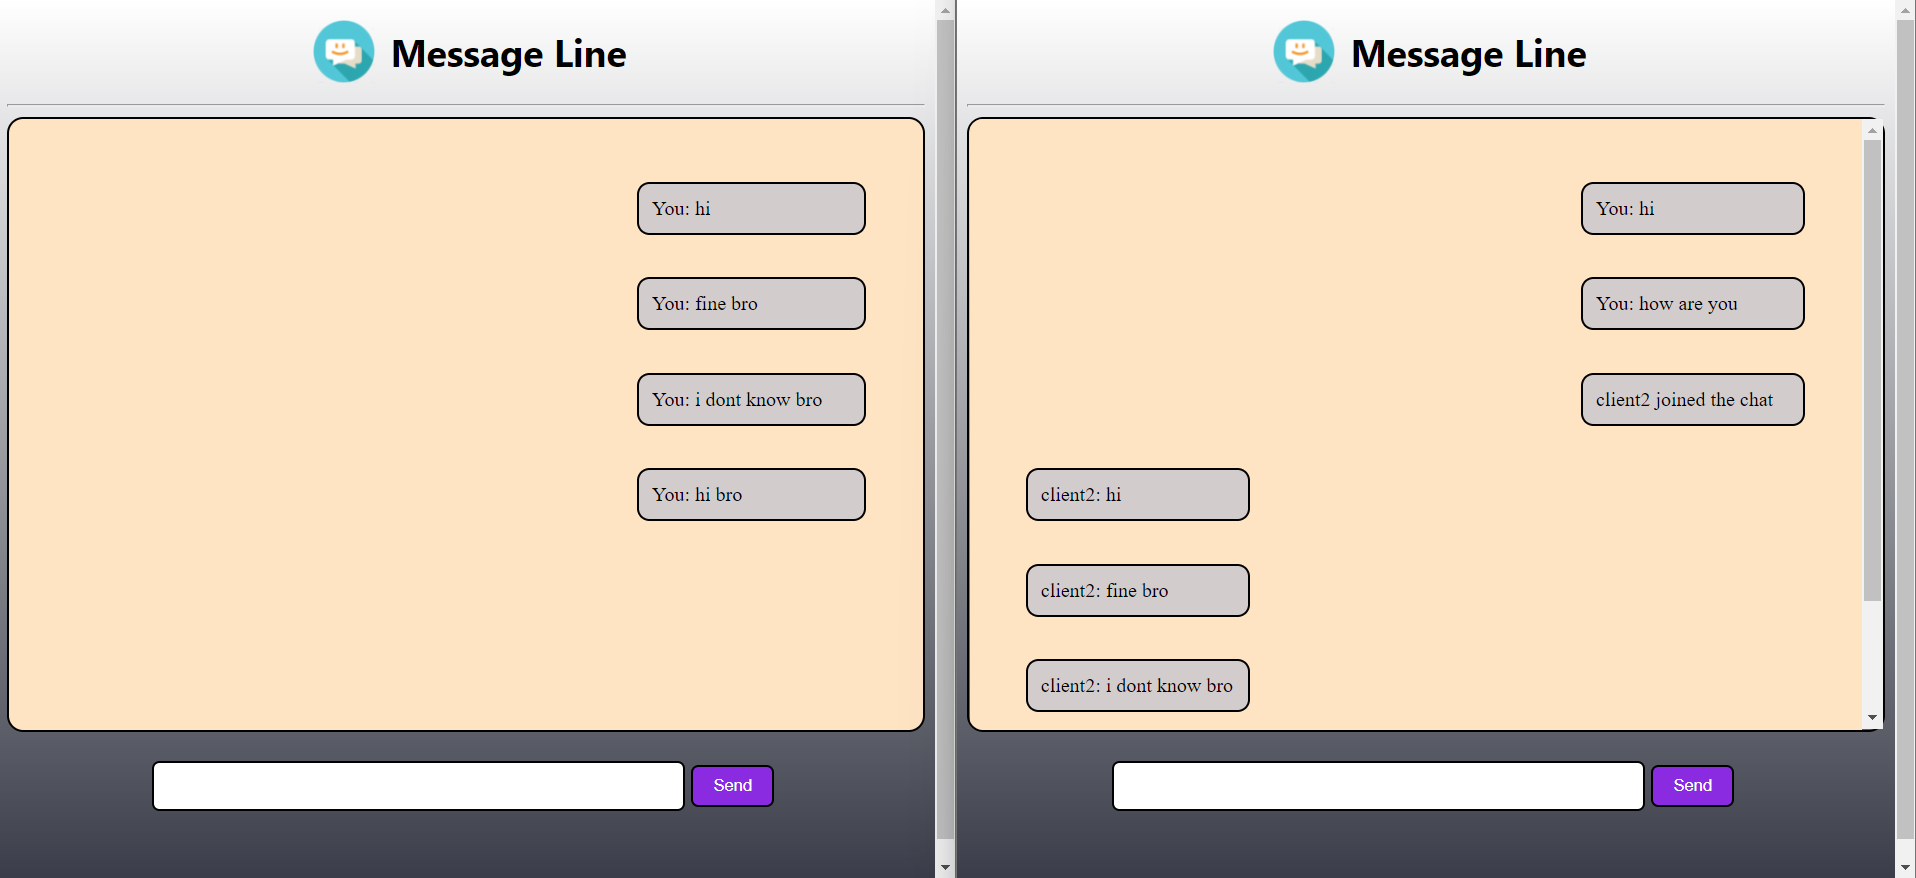 Message Line
You: hi
You: fine bro
You: i dont know bro
You: hi bro
Send
Message Line
You: hi
You: how are you
client2 joined the chat
client2: hi
client2: fine bro
client2: i dont know bro
Send